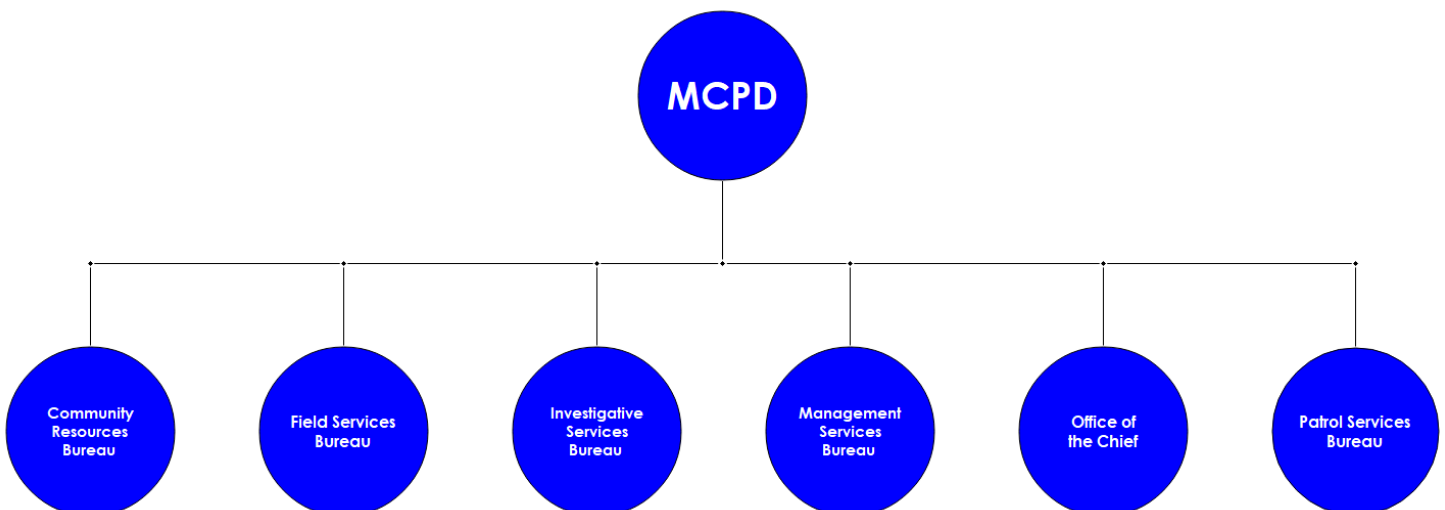 MCPD
Community
Resources
Bureau
Field Services
Bureau
Investigative
Services
Bureau
Management
Services
Bureau
Office of
the Chief
Patrol Services
Bureau